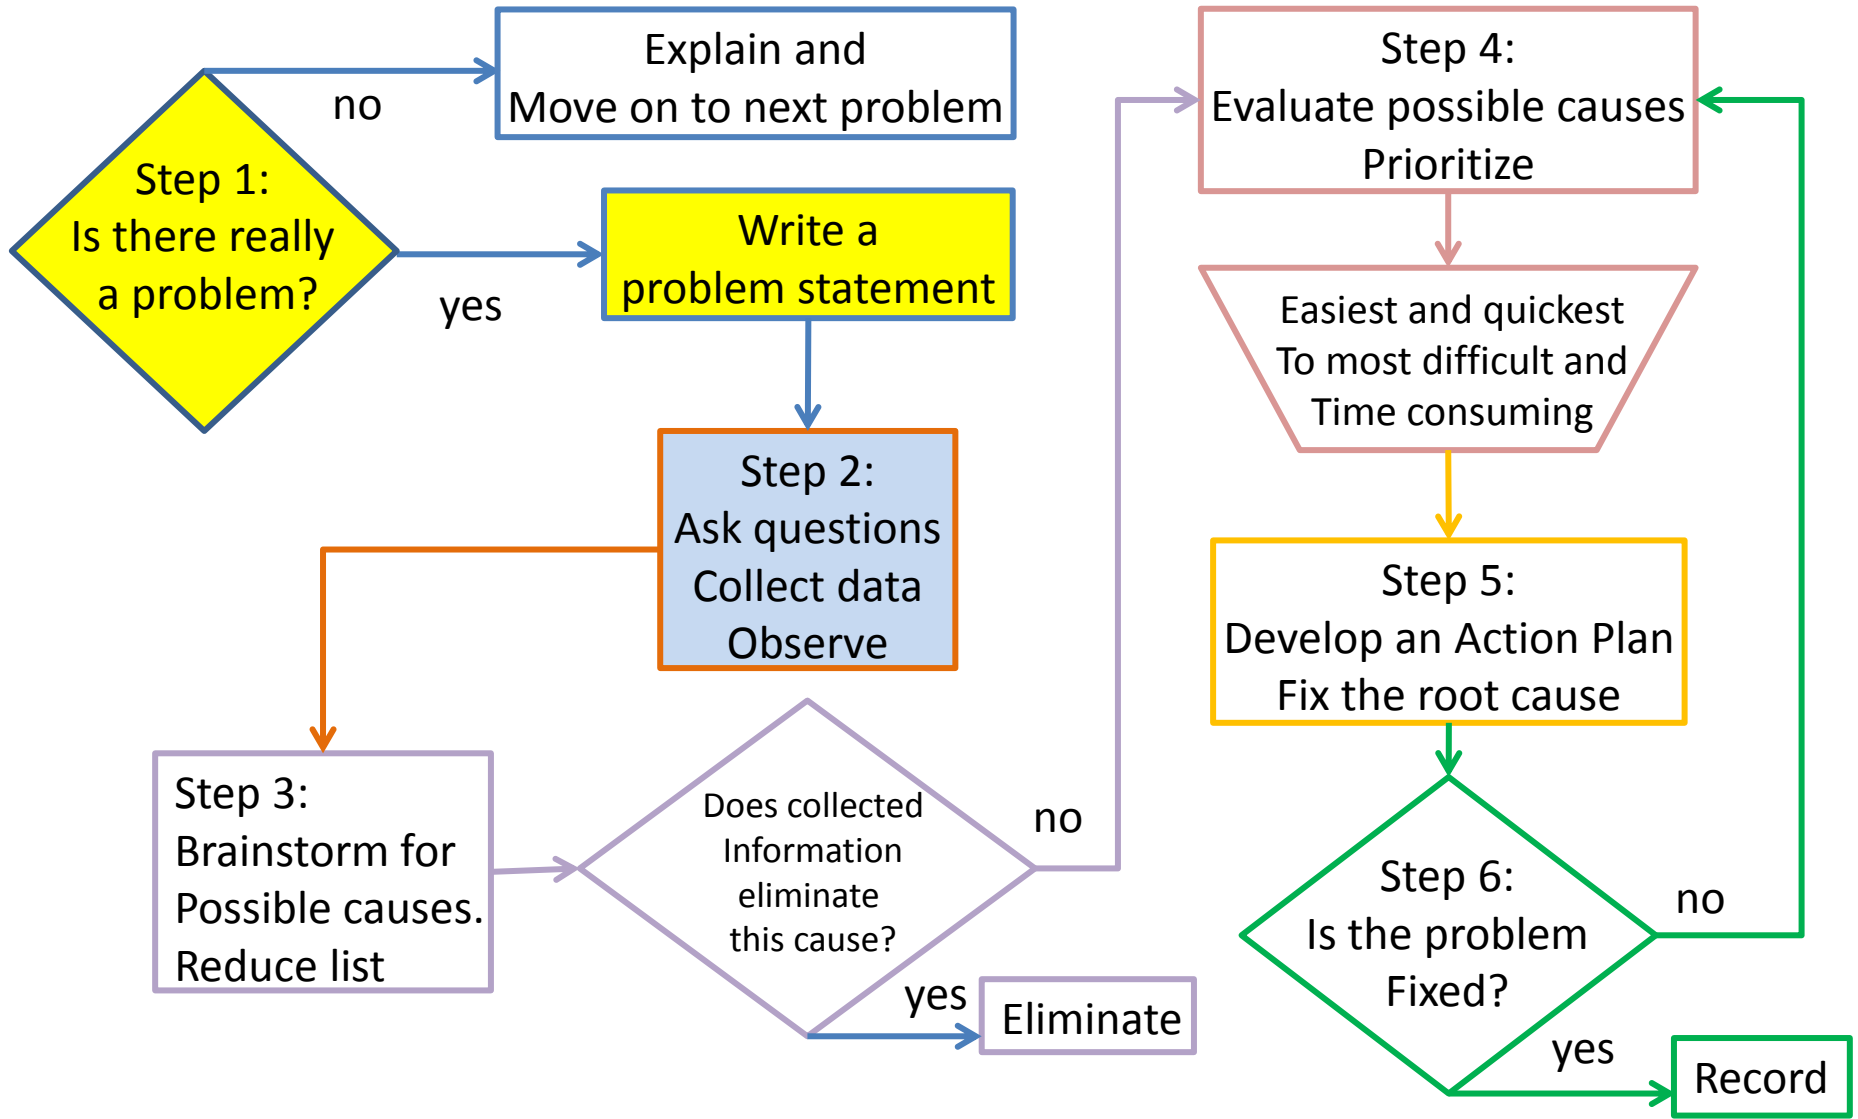 Step 1:
Is there really
a problem?
no
Explain and
Move on to next problem
yes
Write a
problem statement
Step 2:
Ask questions
Collect data
Observe
Step 3:
Brainstorm for
Possible causes.
Reduce list
Does collected
Information
eliminate
this cause?
yes
Eliminate
no
Step 4:
Evaluate possible causes
Prioritize
Easiest and quickest
To most difficult and
Time consuming
Step 5:
Develop an Action Plan
Fix the root cause
Step 6:
Is the problem
Fixed?
no
yes
Record